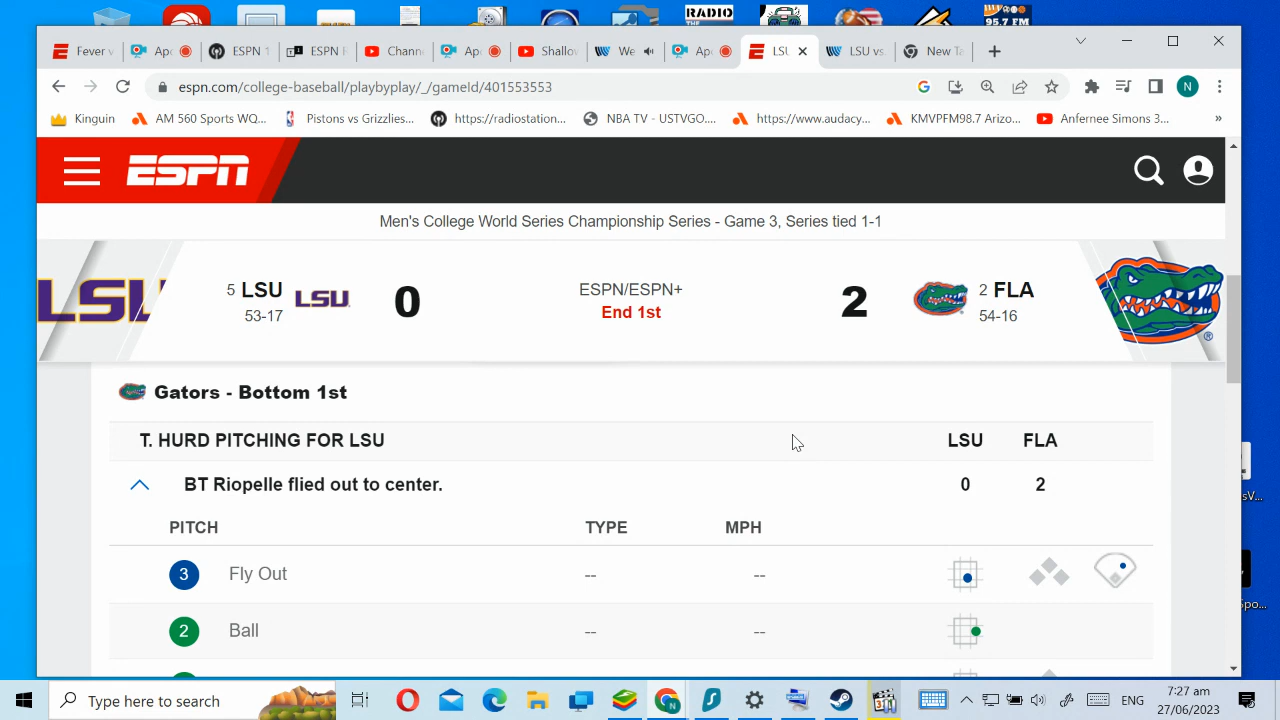 RADIO
95.7 FM
Fever v
Apo
ESPN 1
ESPN F
Chann
Apo
Shallov
We
Apo
LSU
LSU vs.
New Ta
espn.com/college-baseball/playbyplay/_/gameId/401553553
N
Kinguin
AM 560 Sports WQ...
Pistons vs Grizzlies...
https://radiostation...
NBA TV - USTVGO....
https://www.audacy...
KMVPFM98.7 Arizo...
Anfernee Simons 3...
»
ESPN
Men's College World Series Championship Series - Game 3, Series tied 1-1
LSU
5 LSU
LSU
0
ESPN/ESPN+
2
2 FLA
53-17
End 1st
54-16
Gators - Bottom 1st
T. HURD PITCHING FOR LSU
LSU
FLA
BT Riopelle flied out to center.
0
2
PITCH
TYPE
MPH
3
Fly Out
--
--
2
Ball
--
--
Type here to search
ENG
7:27 am
27/06/2023